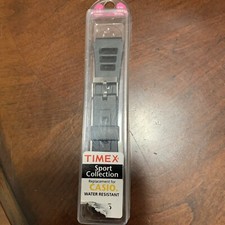 TIMEX
Sport
Collection
Replacement for
CASIO
WATER RESISTANT